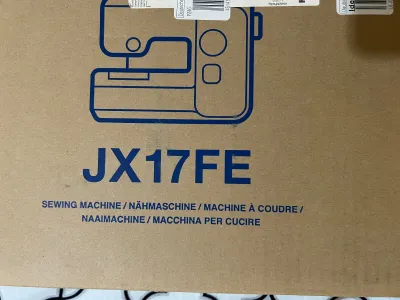 JX17FE
SEWING MACHINE / NÄHMASCHINE / MACHINE À COUDRE /
NAAIMACHINE / MACCHINA PER CUCIRE